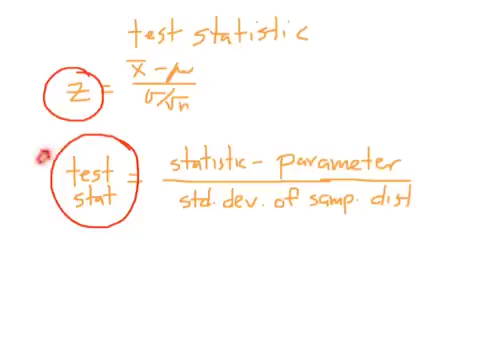 test statistic
z = x̄ - μ / σ/√n
test stat = statistic - parameter / std. dev. of samp. dist